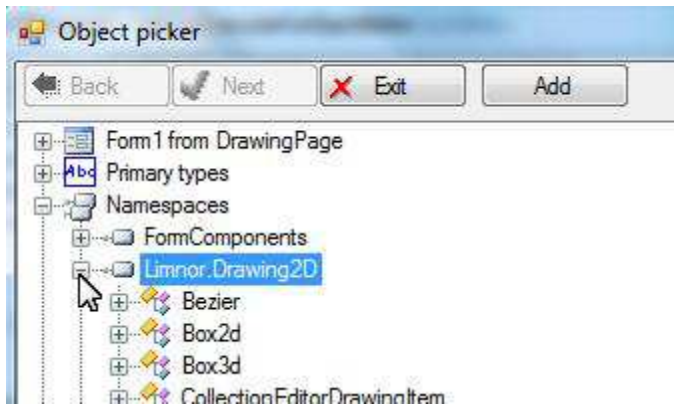 Object picker
Back Next Exit Add
Form1 from DrawingPage
Abc Primary types
Namespaces
FormComponents
Limnor.Drawing2D
Bezier
Box2d
Box3d
CollectionEditorDrawingItem